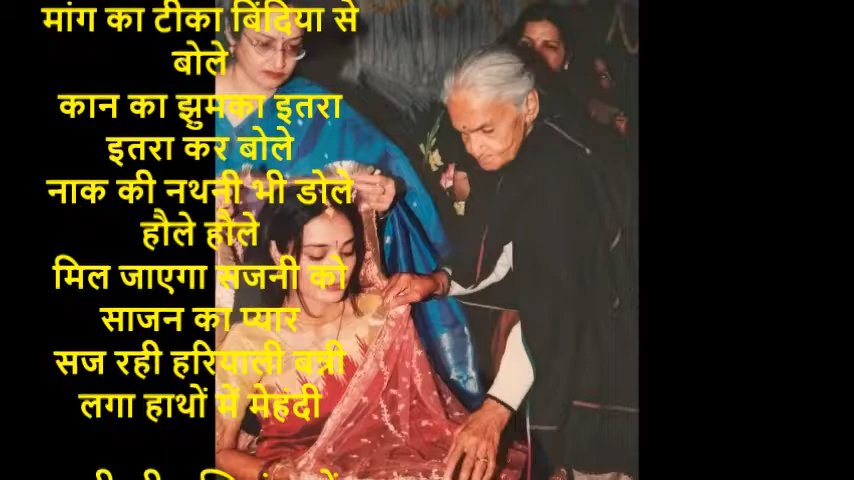 मांग का टीका बिंदिया से
बोले
कान का झुमका इतरा
इतरा कर बोले
नाक की नथनी भी डोले
हौले हौले
मिल जाएगा सजनी को
साजन का प्यार
सज रही हरियाली बन्नी
लगा हाथों में मेहंदी